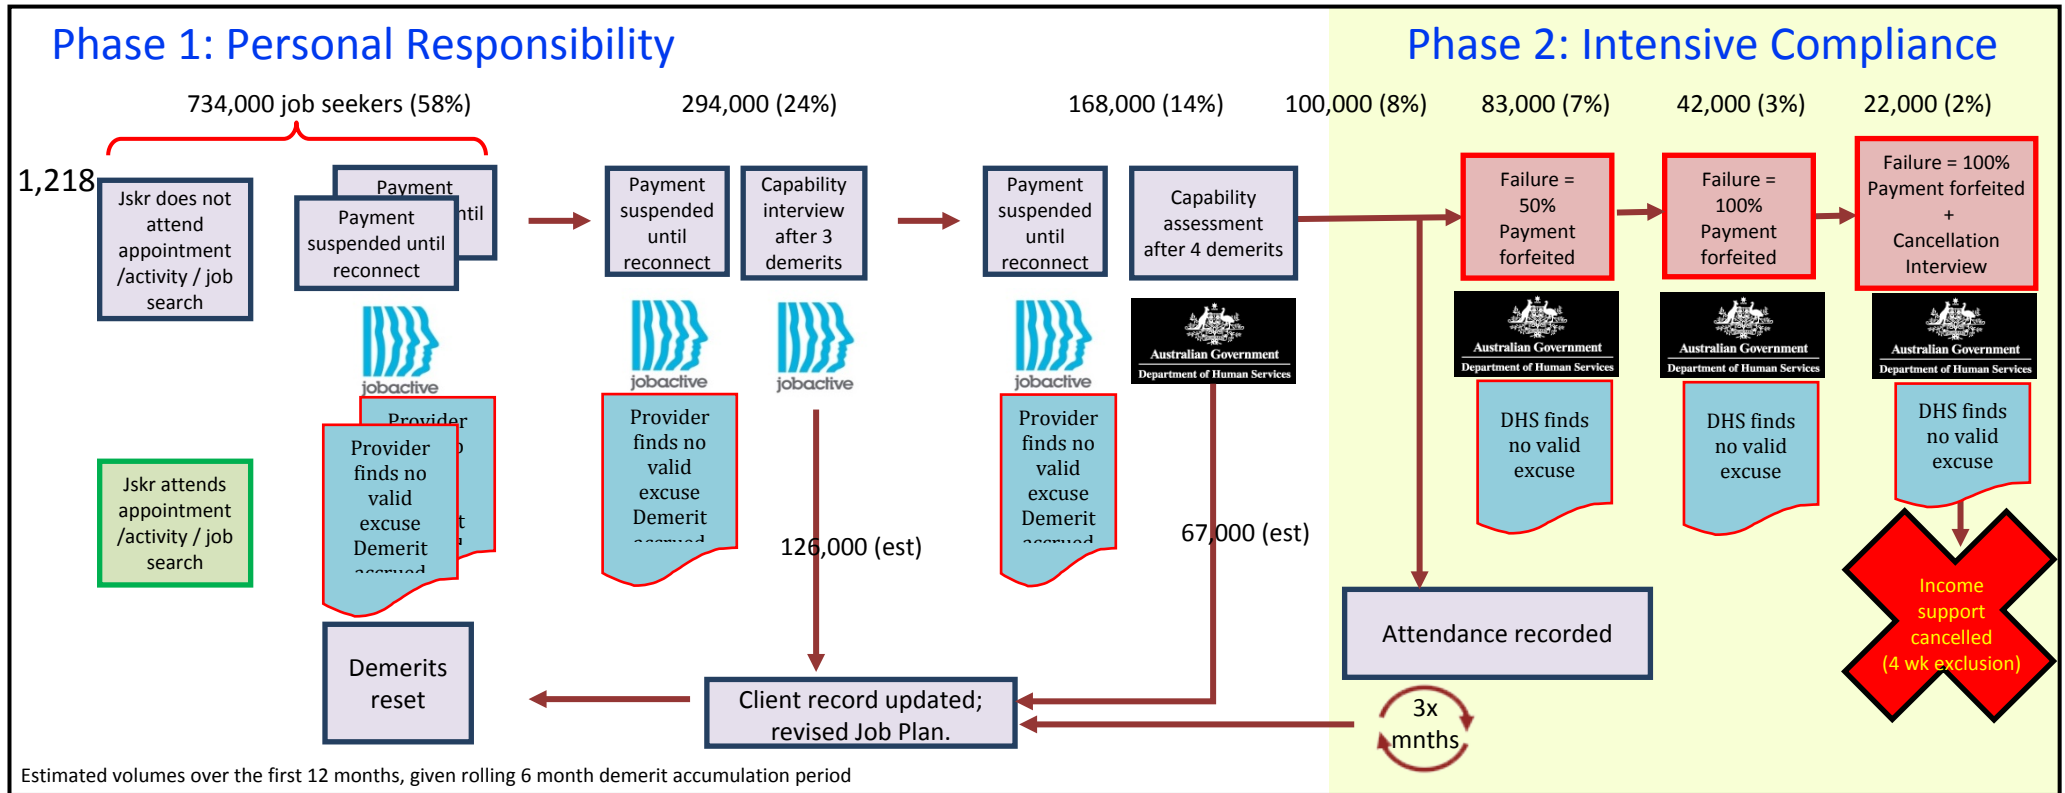 Phase 1: Personal Responsibility
Phase 2: Intensive Compliance
734,000 job seekers (58%)
294,000 (24%)
168,000 (14%)
100,000 (8%)
83,000 (7%)
42,000 (3%)
22,000 (2%)
1,218
Jskr does not
attend
appointment
/activity / job
search
Payment
ntil
Payment
suspended until
reconnect
Payment
suspended
until
reconnect
Capability
interview
after 3
demerits
Payment
suspended
until
reconnect
Capability
assessment
after 4 demerits
Failure =
50%
Payment
forfeited
Failure =
100%
Payment
forfeited
Failure = 100%
Payment forfeited
+
Cancellation
Interview
jobactive
jobactive
jobactive
jobactive
Australian Government
Department of Human Services
Australian Government
Department of Human Services
Australian Government
Department of Human Services
Australian Government
Department of Human Services
Jskr attends
appointment
/activity / job
search
Provider
Provider
finds no
valid
excuse
Demerit
accrued
Provider
finds no
valid
excuse
Demerit
accrued
126,000 (est)
Provider
finds no
valid
excuse
Demerit
accrued
67,000 (est)
DHS finds
no valid
excuse
DHS finds
no valid
excuse
DHS finds
no valid
excuse
Income
support
cancelled
(4 wk exclusion)
Attendance recorded
Demerits
reset
Client record updated;
revised Job Plan.
3x
mnths
Estimated volumes over the first 12 months, given rolling 6 month demerit accumulation period